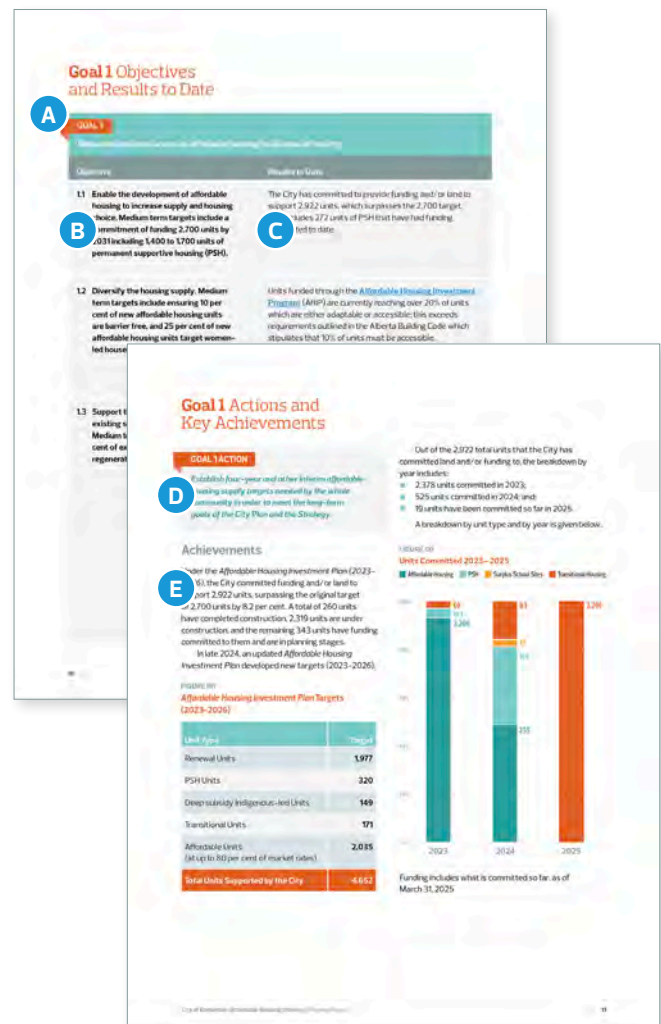 Goal 1 Objectives
and Results to Date
A
GOAL 1
Objective
Results to Date
1.1 Enable the development of affordable
housing to increase supply and housing
choice. Medium term targets include a
commitment of funding 2,700 units by
2031 including 1,400 to 1,700 units of
permanent supportive housing (PSH).
B
The City has committed to provide funding and/or land to
support 2,922 units, which surpasses the 2,700 target.
includes 272 units of PSH that have had funding
to date.
C
1.2 Diversify the housing supply. Medium
term targets include ensuring 10 per
cent of new affordable housing units
are barrier free, and 25 per cent of new
affordable housing units target women-
led house
Units funded through the Affordable Housing Investment
Program (AHIP) are currently reaching over 20% of units
which are either adaptable or accessible; this exceeds
requirements outlined in the Alberta Building Code which
stipulates that 10% of units must be accessible.
1.3 Support t
existing s
Medium t
cent of ex
regenerat
Goal 1 Actions and
Key Achievements
GOAL 1 ACTION
Establish four-year and other interim affordable-
housing supply targets needed by the whole
community in order to meet the long-term
goals of the City Plan and the Strategy.
D
Achievements
Under the Affordable Housing Investment Plan (2023–
26), the City committed funding and/or land to
port 2,922 units, surpassing the original target
of 2,700 units by 8.2 per cent. A total of 260 units
have completed construction, 2,319 units are under
construction, and the remaining 343 units have funding
committed to them and are in planning stages.
E
In late 2024, an updated Affordable Housing
Investment Plan developed new targets (2023–2026).
Affordable Housing Investment Plan Targets
(2023–2026)
Unit Type Target
Renewal Units 1,977
PSH Units 320
Deep subsidy Indigenous-led Units 149
Transitional Units 171
Affordable Units 2,035
(at up to 80 per cent of market rates)
Total Units Supported by the City 4,652
Out of the 2,922 total units that the City has
committed land and/or funding to, the breakdown by
year includes:
2,378 units committed in 2023;
525 units committed in 2024; and
19 units have been committed so far in 2025.
A breakdown by unit type and by year is given below.
Units Committed 2023–2025
Affordable Housing PSH Surplus School Sites Transitional Housing
2023 2024 2025
Funding includes what is committed so far, as of
March 31, 2025